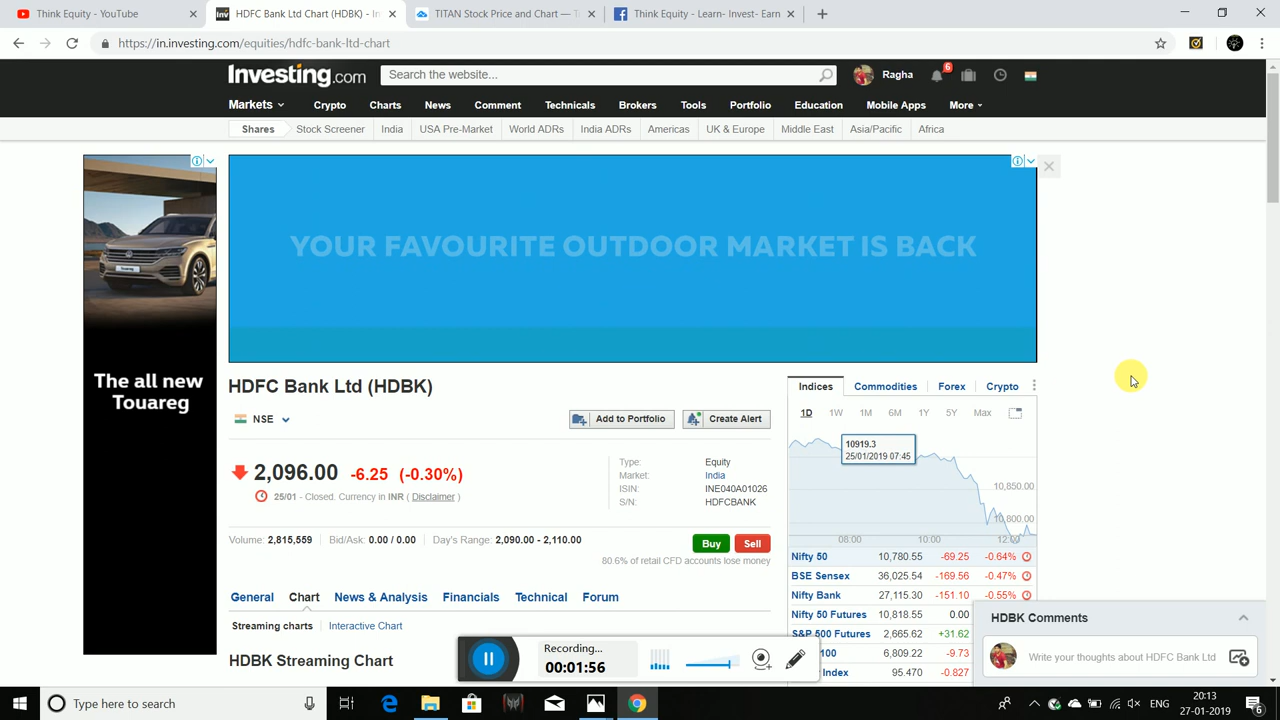 Think Equity - YouTube
HDFC Bank Ltd Chart (HDBK) - In
TITAN Stock Price and Chart — T
Think Equity - Learn- Invest- Earn
https://in.investing.com/equities/hdfc-bank-ltd-chart
Investing.com
Search the website...
Ragha
6
Markets Crypto Charts News Comment Technicals Brokers Tools Portfolio Education Mobile Apps More
Shares Stock Screener India USA Pre-Market World ADRs India ADRs Americas UK & Europe Middle East Asia/Pacific Africa
The all new
Touareg
YOUR FAVOURITE OUTDOOR MARKET IS BACK
HDFC Bank Ltd (HDBK)
NSE
Add to Portfolio
Create Alert
2,096.00 -6.25 (-0.30%)
25/01 - Closed. Currency in INR ( Disclaimer )
Type: Equity
Market: India
ISIN: INE040A01026
S/N: HDFCBANK
Volume: 2,815,559 Bid/Ask: 0.00 / 0.00 Day's Range: 2,090.00 - 2,110.00
Buy Sell
80.6% of retail CFD accounts lose money
General Chart News & Analysis Financials Technical Forum
Streaming charts Interactive Chart
HDBK Streaming Chart
Indices Commodities Forex Crypto
1D 1W 1M 6M 1Y 5Y Max
10919.3
25/01/2019 07:45
10,850.00
10,800.00
08:00 10:00 12:00
Nifty 50 10,780.55 -69.25 -0.64%
BSE Sensex 36,025.54 -169.56 -0.47%
Nifty Bank 27,115.30 -151.10 -0.55%
Nifty 50 Futures 10,818.55 0.00
S&P 500 Futures 2,665.62 +31.62
100 6,809.22 -9.73
Index 95.470 -0.827
HDBK Comments
Write your thoughts about HDFC Bank Ltd
Recording...
00:01:56
Type here to search
ENG
20:13
27-01-2019
6